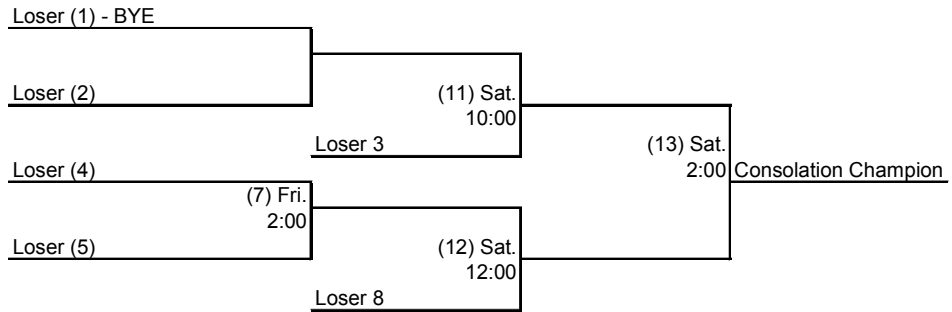 Loser (1) - BYE
Loser (2)
(11) Sat.
10:00
Loser 3
(13) Sat.
2:00
Consolation Champion
Loser (4)
(7) Fri.
2:00
Loser (5)
(12) Sat.
12:00
Loser 8